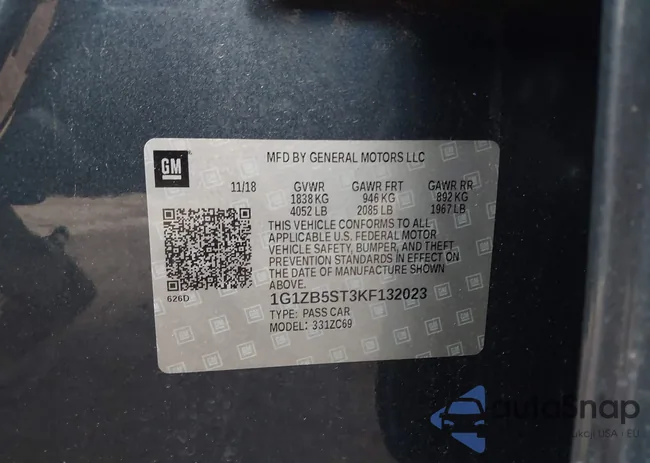 GM
MFD BY GENERAL MOTORS LLC
11/18 GVWR GAWR FRT GAWR RR
1838 KG 946 KG 892 KG
4052 LB 2085 LB 1967 LB
THIS VEHICLE CONFORMS TO ALL
APPLICABLE U.S. FEDERAL MOTOR
VEHICLE SAFETY, BUMPER, AND THEFT
PREVENTION STANDARDS IN EFFECT ON
THE DATE OF MANUFACTURE SHOWN
ABOVE.
626D
1G1ZB5ST3KF132023
TYPE: PASS CAR
MODEL: 331ZC69
autoSnap
USA - EU